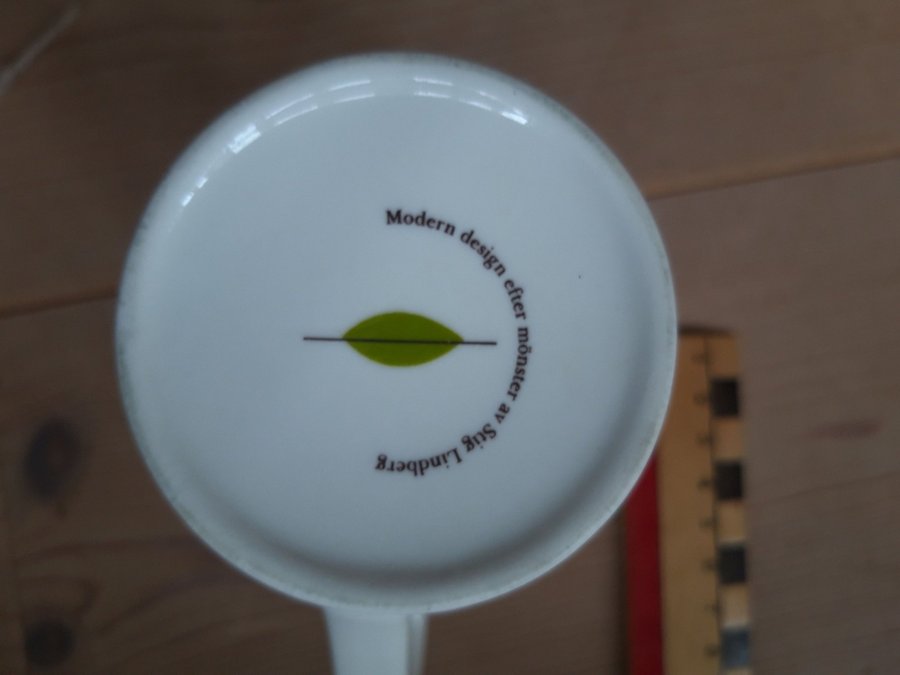 Modern design efter mönster av Stig Lindberg